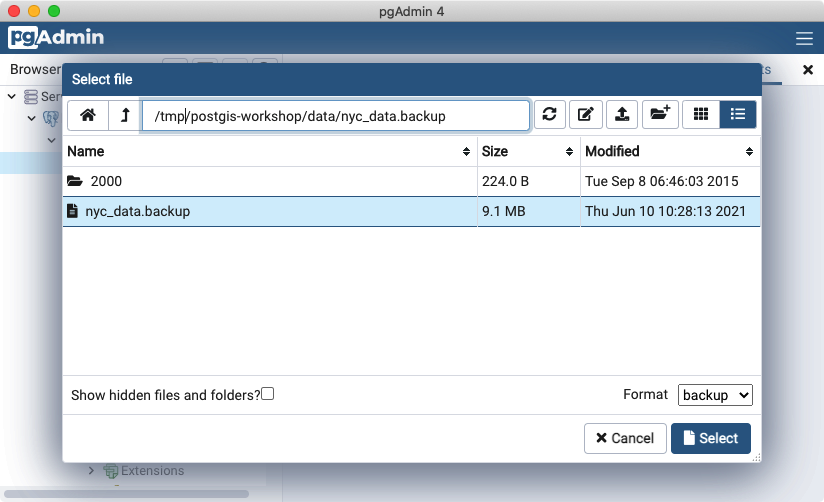 pgAdmin 4
pgAdmin
Browser
Select file
ts
/tmp/postgis-workshop/data/nyc_data.backup
Name Size Modified
2000 224.0 B Tue Sep 8 06:46:03 2015
nyc_data.backup 9.1 MB Thu Jun 10 10:28:13 2021
Show hidden files and folders?
Format backup
Cancel Select
Extensions